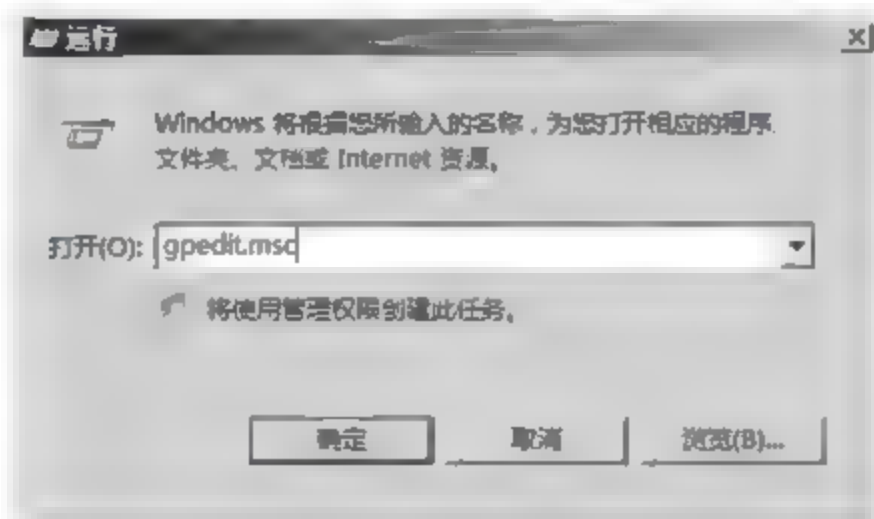 运行
Windows 将根据您所输入的名称，为您打开相应的程序、
文件夹、文档或 Internet 资源。
打开(O): gpedit.msc
将使用管理权限创建此任务。
确定 取消 浏览(B)...